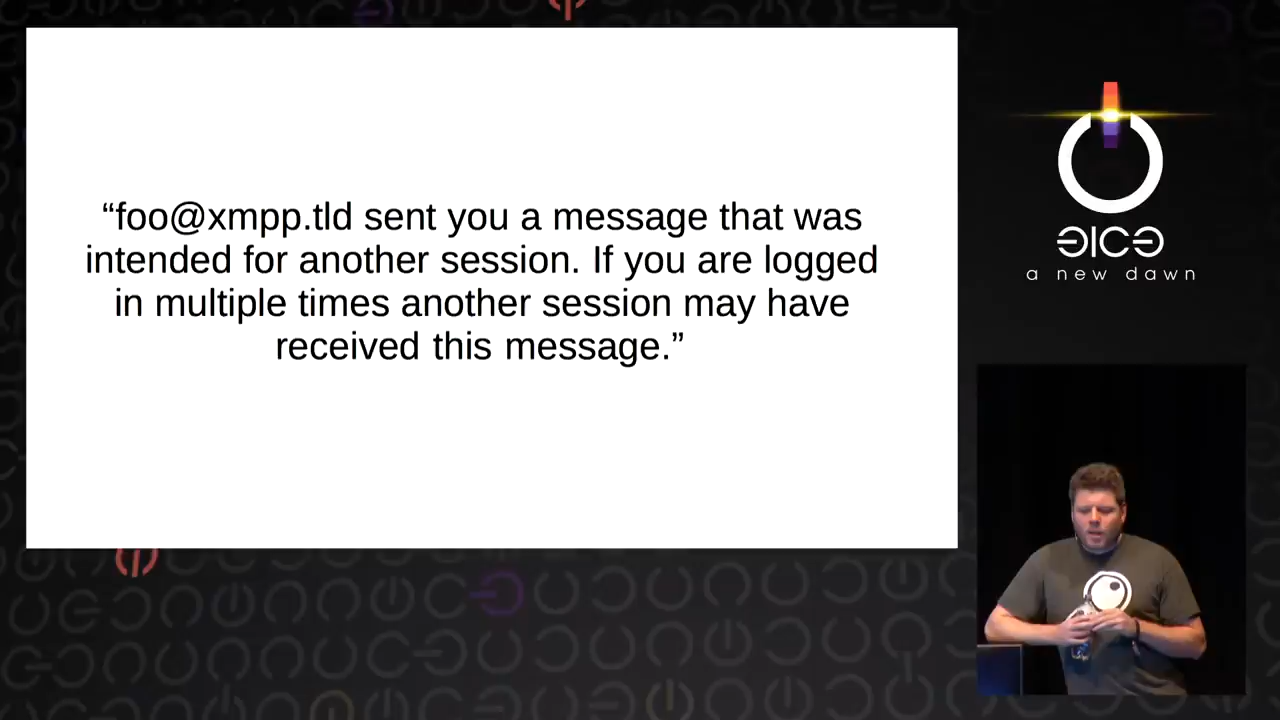 “foo@xmpp.tld sent you a message that was
intended for another session. If you are logged
in multiple times another session may have
received this message.”
a new dawn